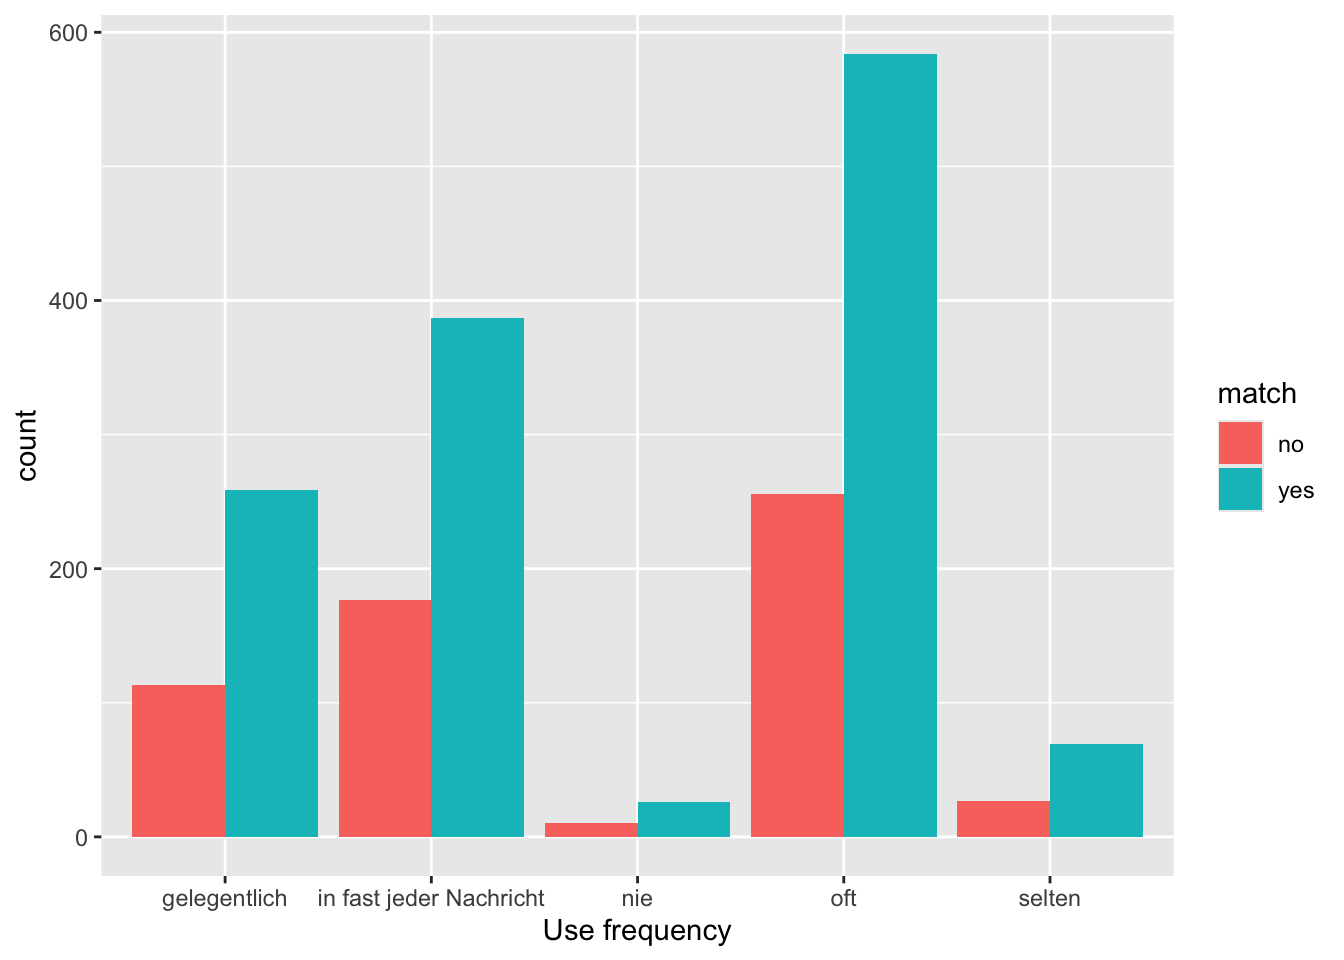 600
400
200
0
count
gelegentlich
in fast jeder Nachricht
nie
oft
selten
Use frequency
match
no
yes